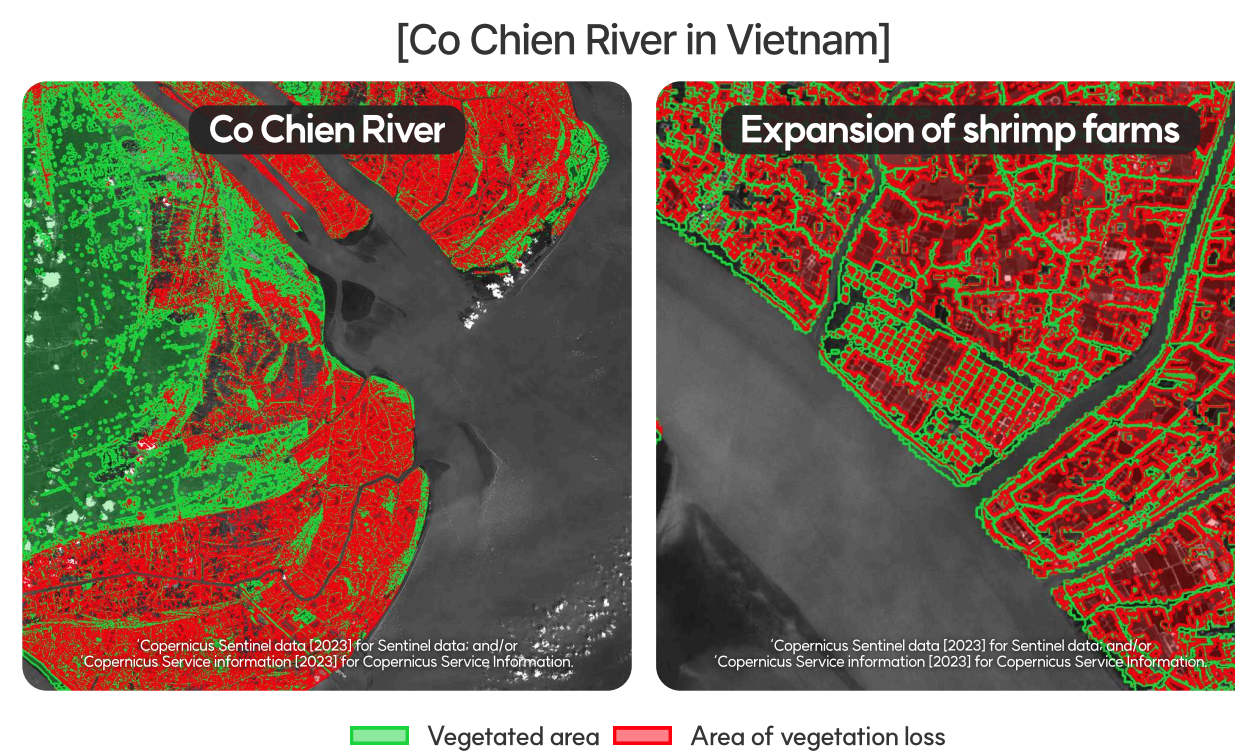 [Co Chien River in Vietnam]
Co Chien River
Expansion of shrimp farms
'Copernicus Sentinel data [2023] for Sentinel data; and/or
'Copernicus Service information [2023] for Copernicus Service Information.
'Copernicus Sentinel data [2023] for Sentinel data; and/or
'Copernicus Service information [2023] for Copernicus Service Information.
Vegetated area
Area of vegetation loss